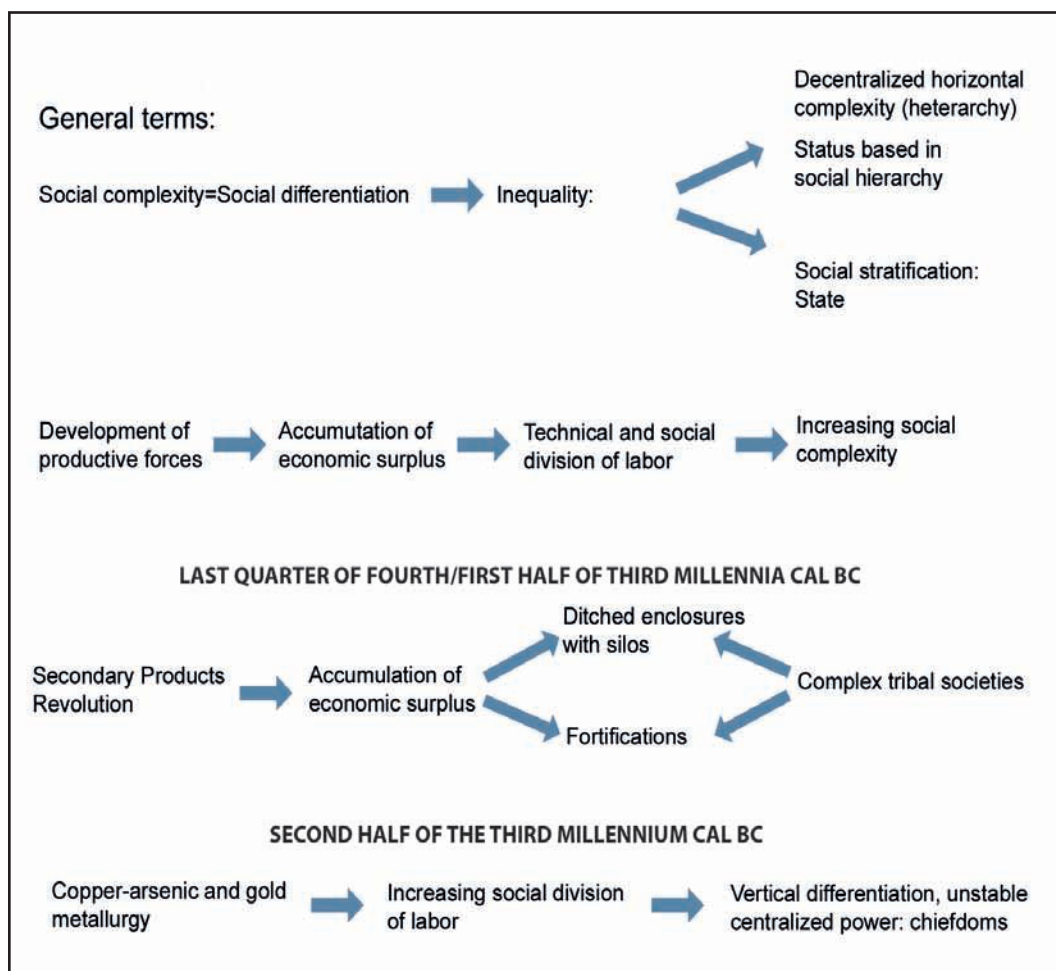 General terms:
Social complexity=Social differentiation
Inequality:
Decentralized horizontal
complexity (heterarchy)
Status based in
social hierarchy
Social stratification:
State
Development of
productive forces
Accumutation of
economic surplus
Technical and social
division of labor
Increasing social
complexity
LAST QUARTER OF FOURTH/FIRST HALF OF THIRD MILLENNIA CAL BC
Secondary Products
Revolution
Accumulation of
economic surplus
Ditched enclosures
with silos
Fortifications
Complex tribal societies
SECOND HALF OF THE THIRD MILLENNIUM CAL BC
Copper-arsenic and gold
metallurgy
Increasing social division
of labor
Vertical differentiation, unstable
centralized power: chiefdoms